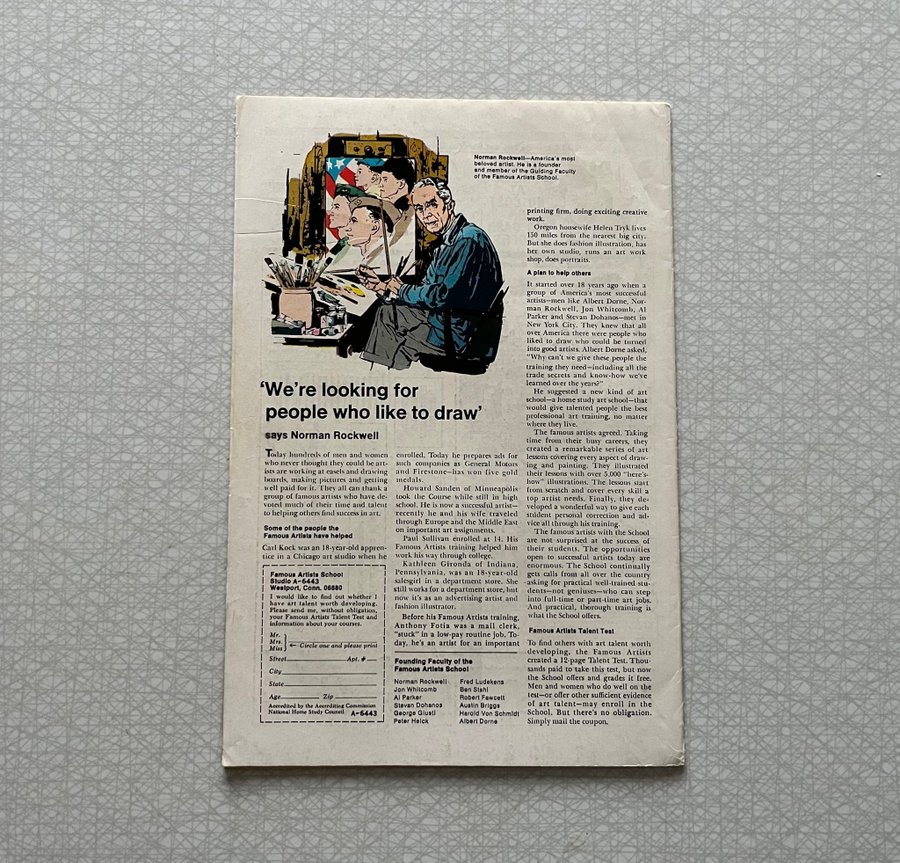 Norman Rockwell—America's most
beloved artist. He is a founder
and member of the Guiding Faculty
of the Famous Artists School.
'We're looking for
people who like to draw'
says Norman Rockwell
Today hundreds of men and women
who never thought they could be art-
ists are working at easels and drawing
boards, making pictures and getting
well paid for it. They all can thank a
group of famous artists who have de-
voted much of their time and talent
to helping others find success in art.
Some of the people the
Famous Artists have helped
Carl Kock was an 18-year-old appren-
tice in a Chicago art studio when he
enrolled. Today he prepares ads for
such companies as General Motors
and Firestone—has won five gold
medals.
Howard Sanden of Minneapolis
took the Course while still in high
school. He is now a successful artist—
recently he and his wife traveled
through Europe and the Middle East
on important art assignments.
Paul Sullivan enrolled at 14. His
Famous Artists training helped him
work his way through college.
Kathleen Gironda of Indiana,
Pennsylvania, was an 18-year-old
salesgirl in a department store. She
still works for a department store, but
now it's as an advertising artist and
fashion illustrator.
Before his Famous Artists training,
Anthony Fotia was a mail clerk,
"stuck" in a low-pay routine job. To-
day, he's an artist for an important
printing firm, doing exciting creative
work.
Oregon housewife Helen Tryk lives
150 miles from the nearest big city.
But she does fashion illustration, has
her own studio, runs an art work
shop, does portraits.
A plan to help others
It started over 18 years ago when a
group of America's most successful
artists—men like Albert Dorne, Nor-
man Rockwell, Jon Whitcomb, Al
Parker and Stevan Dohanos—met in
New York City. They knew that all
over America there were people who
liked to draw who could be turned
into good artists. Albert Dorne asked,
"Why can't we give these people the
training they need—including all the
trade secrets and know-how we've
learned over the years?"
He suggested a new kind of art
school—a home study art school—that
would give talented people the best
professional art training, no matter
where they live.
The famous artists agreed. Taking
time from their busy careers, they
created a remarkable series of art
lessons covering every aspect of draw-
ing and painting. They illustrated
their lessons with over 5,000 "here's-
how" illustrations. The lessons start
from scratch and cover every skill a
top artist needs. Finally, they de-
veloped a wonderful way to give each
student personal correction and ad-
vice all through his training.
The famous artists with the School
are not surprised at the success of
their students. The opportunities
open to successful artists today are
enormous. The School continually
gets calls from all over the country
asking for practical well-trained stu-
dents—not geniuses—who can step
into full-time or part-time art jobs.
And practical, thorough training is
what the School offers.
Famous Artists Talent Test
To find others with art talent worth
developing, the Famous Artists
created a 12-page Talent Test. Thou-
sands paid to take this test, but now
the School offers and grades it free.
Men and women who do well on the
test—or offer other sufficient evidence
of art talent—may enroll in the
School. But there's no obligation.
Simply mail the coupon.
Famous Artists School
Studio A-6443
Westport, Conn. 06880
I would like to find out whether I
have art talent worth developing.
Please send me, without obligation,
your Famous Artists Talent Test and
information about your courses.
Mr.
Mrs.
Miss
Circle one and please print
Street Apt. #
City
State
Age Zip
Accredited by the Accrediting Commission
National Home Study Council A-6443
Founding Faculty of the
Famous Artists School
Norman Rockwell
Jon Whitcomb
Al Parker
Stevan Dohanos
George Giusti
Peter Helck
Fred Ludekens
Ben Stahl
Robert Fawcett
Austin Briggs
Harold Von Schmidt
Albert Dorne